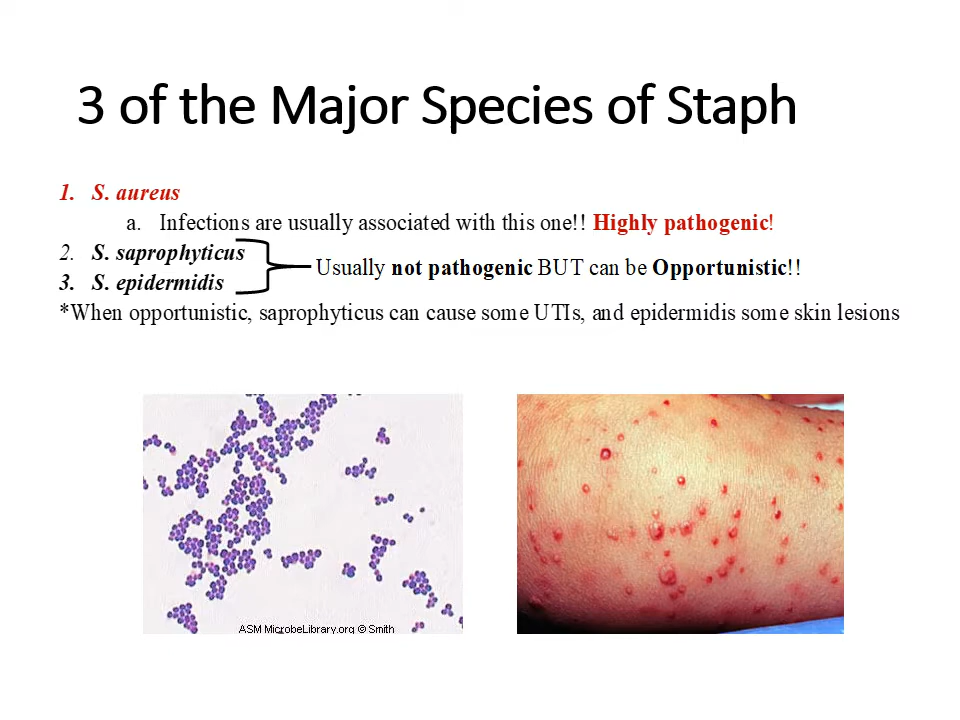 3 of the Major Species of Staph
1. S. aureus
a. Infections are usually associated with this one!! Highly pathogenic!
2. S. saprophyticus
3. S. epidermidis
Usually not pathogenic BUT can be Opportunistic!!
*When opportunistic, saprophyticus can cause some UTIs, and epidermidis some skin lesions
ASM MicrobeLibrary.org © Smith